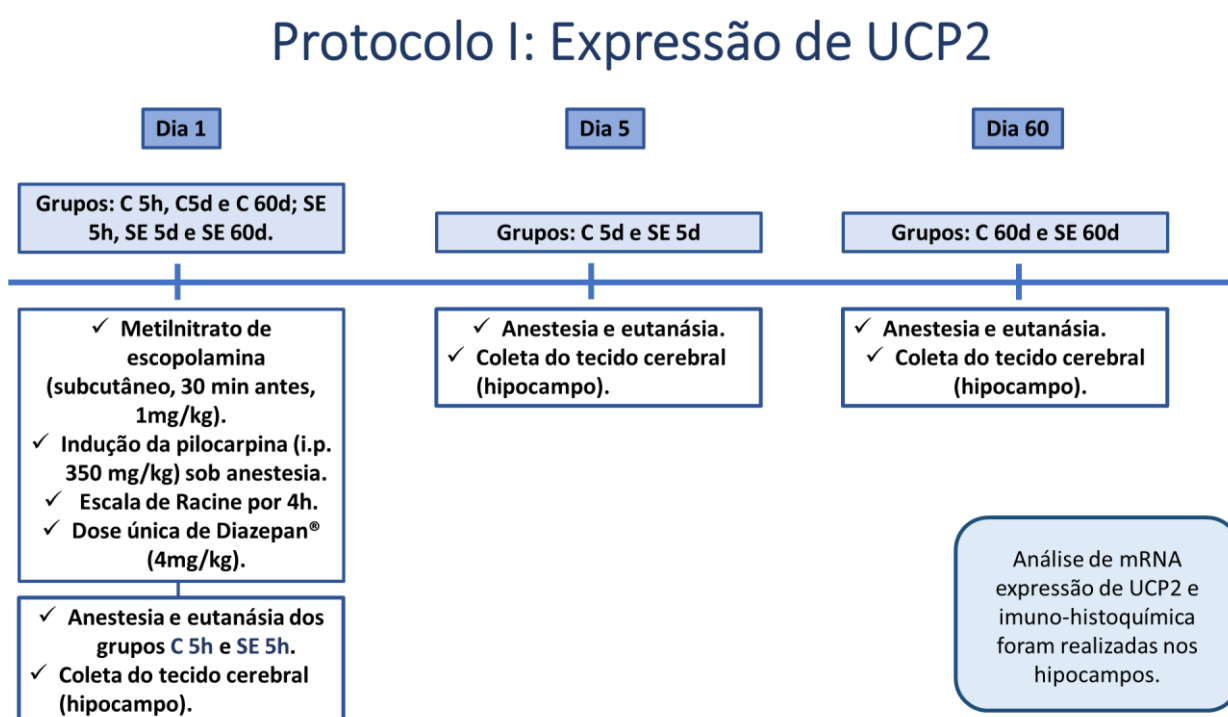 Protocolo I: Expressão de UCP2
Dia 1
Grupos: C 5h, C5d e C 60d; SE
5h, SE 5d e SE 60d.
✓ Metilnitrato de
escopolamina
(subcutâneo, 30 min antes,
1mg/kg).
✓ Indução da pilocarpina (i.p.
350 mg/kg) sob anestesia.
✓ Escala de Racine por 4h.
✓ Dose única de Diazepan®
(4mg/kg).
✓ Anestesia e eutanásia dos
grupos C 5h e SE 5h.
✓ Coleta do tecido cerebral
(hipocampo).
Dia 5
Grupos: C 5d e SE 5d
✓ Anestesia e eutanásia.
✓ Coleta do tecido cerebral
(hipocampo).
Dia 60
Grupos: C 60d e SE 60d
✓ Anestesia e eutanásia.
✓ Coleta do tecido cerebral
(hipocampo).
Análise de mRNA
expressão de UCP2 e
imuno-histoquímica
foram realizadas nos
hipocampos.